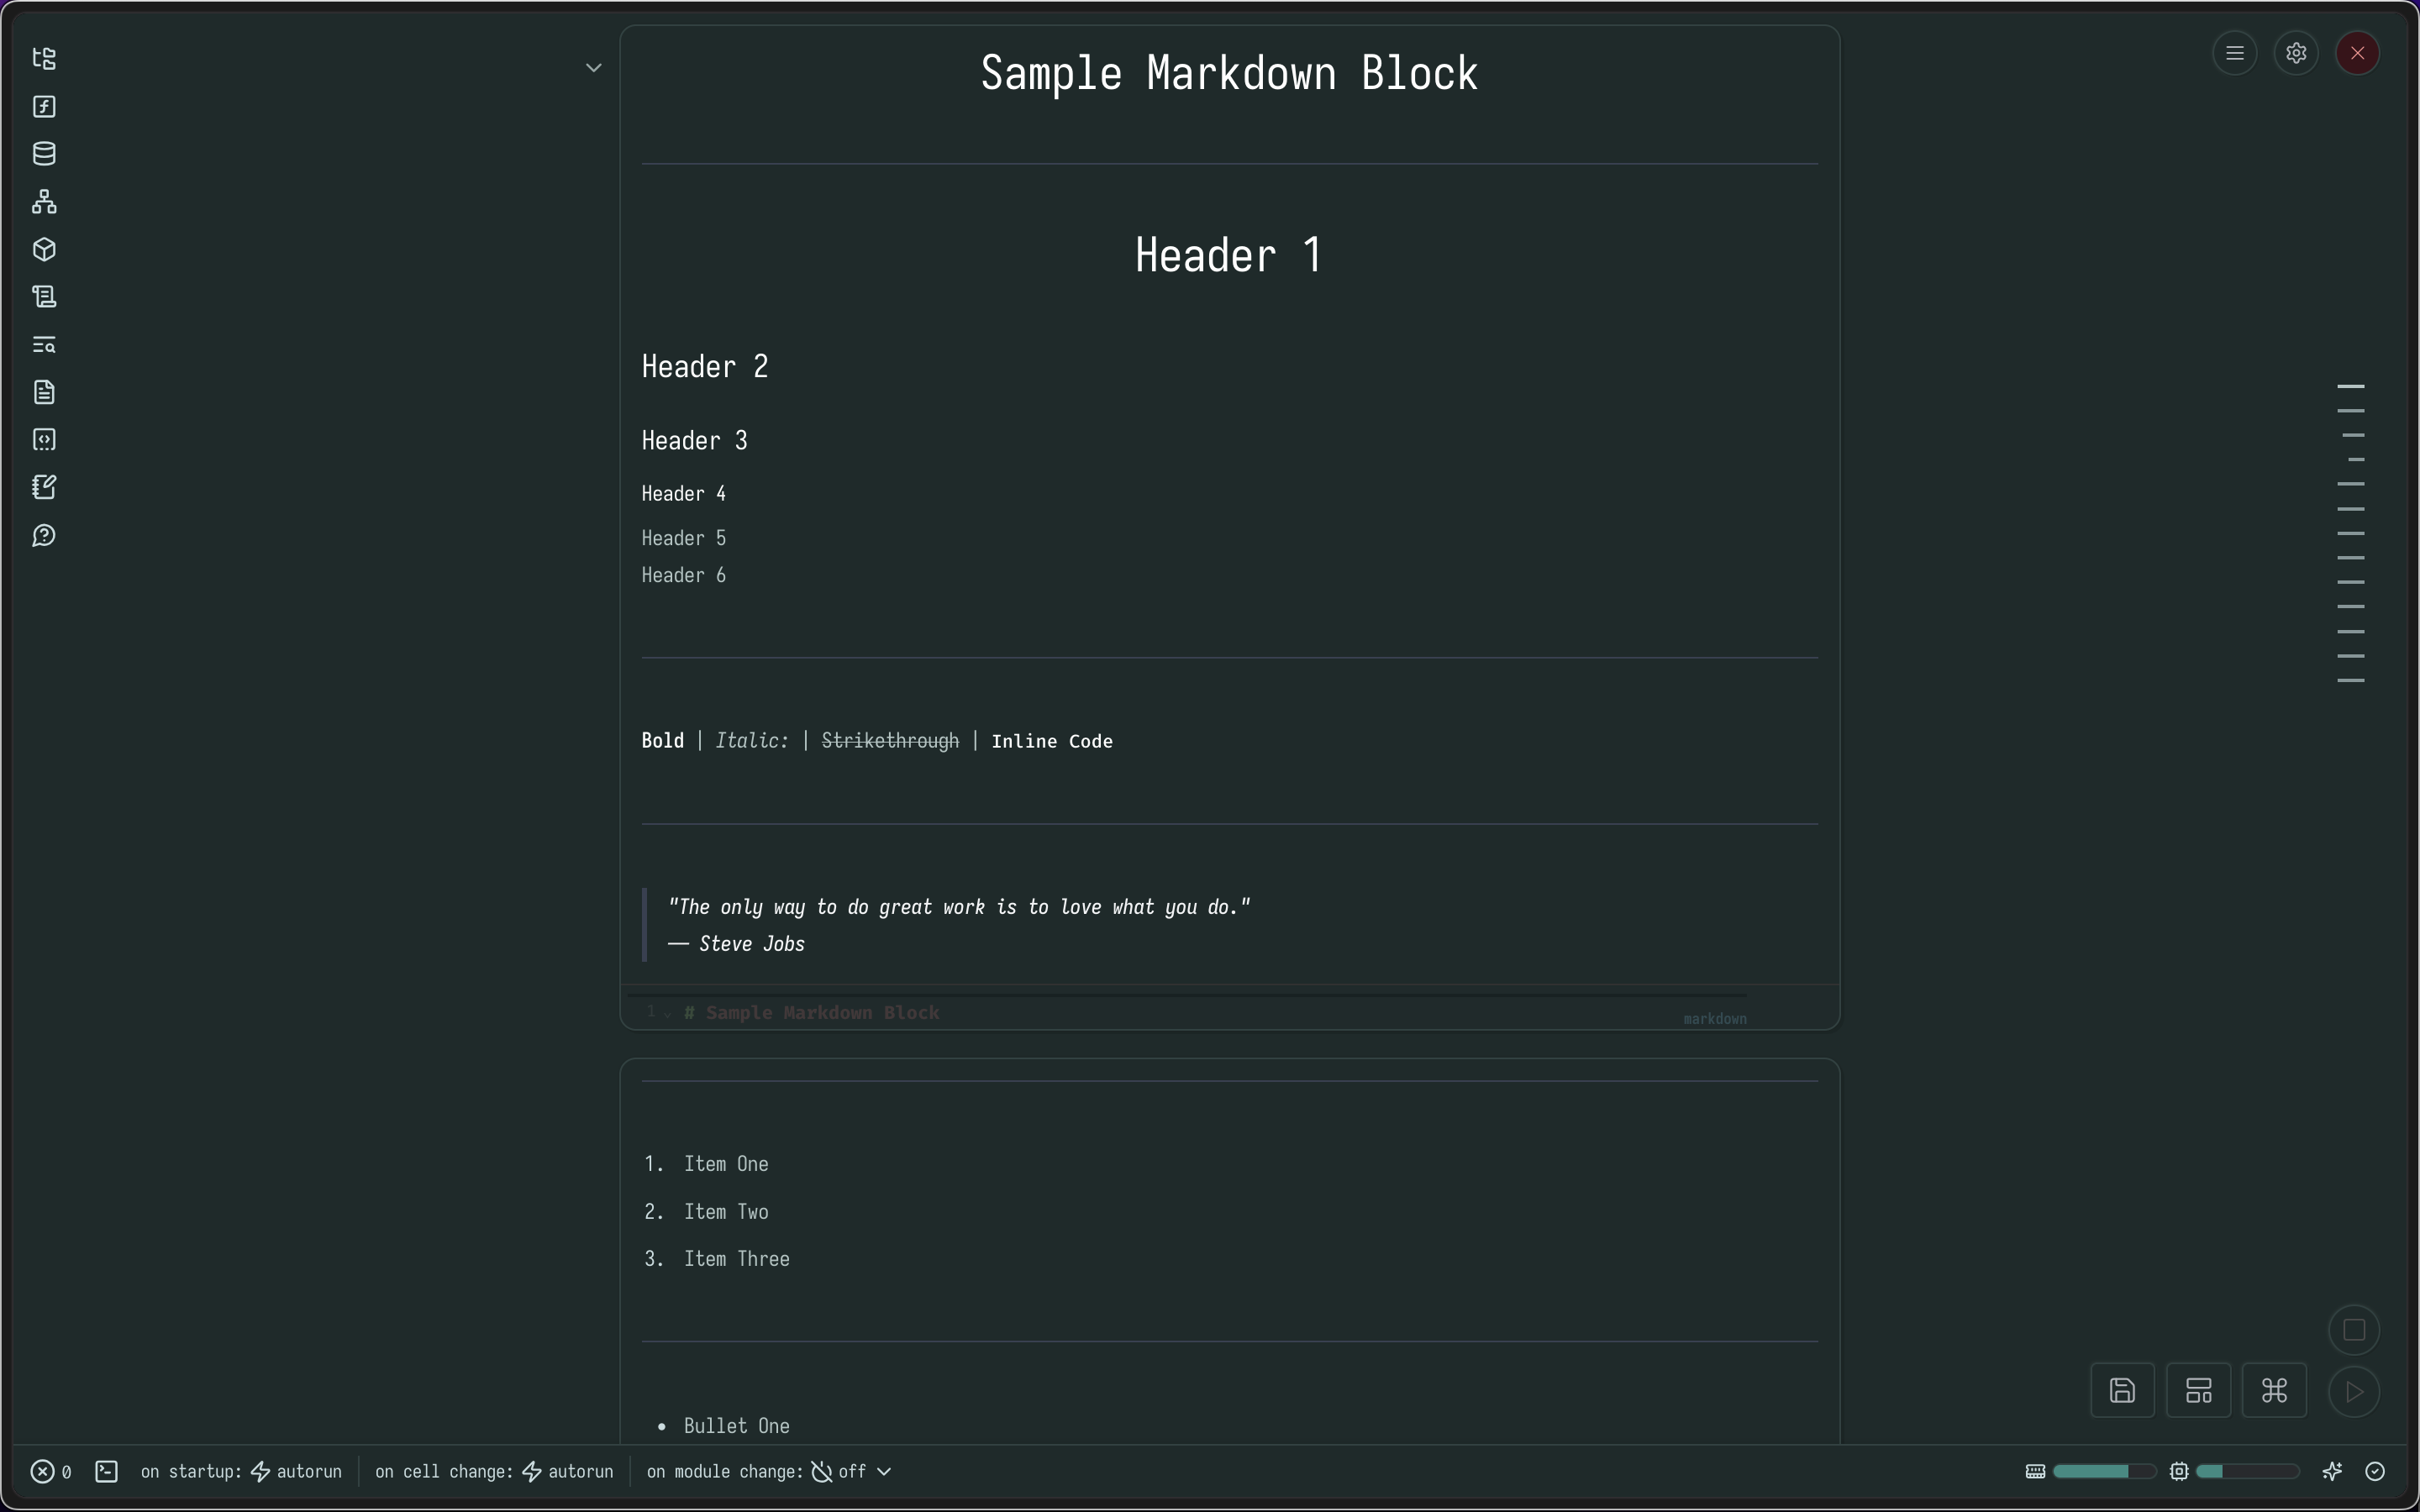 Sample Markdown Block
Header 1
Header 2
Header 3
Header 4
Header 5
Header 6
Bold | Italic: | Strikethrough | Inline Code
"The only way to do great work is to love what you do."
— Steve Jobs
1 # Sample Markdown Block
markdown
1. Item One
2. Item Two
3. Item Three
• Bullet One
0 on startup: autorun on cell change: autorun on module change: off